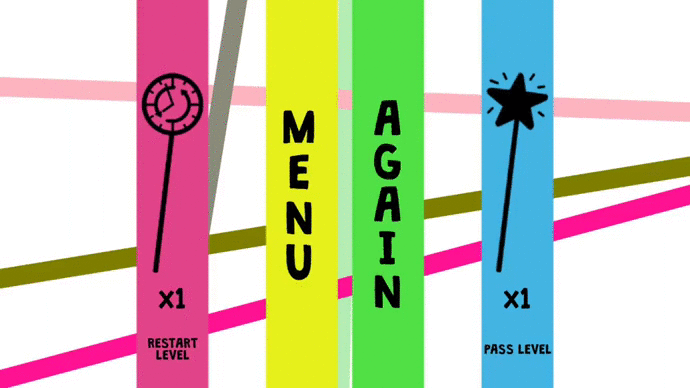 X1
RESTART
LEVEL
MENU
AGAIN
X1
PASS LEVEL